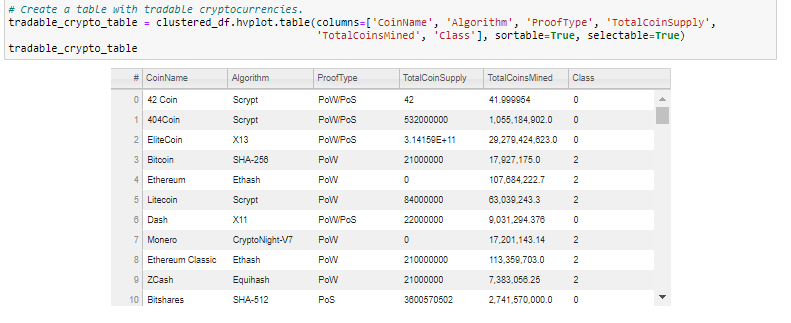 # Create a table with tradable cryptocurrencies.
tradable_crypto_table = clustered_df.hvplot.table(columns=['CoinName', 'Algorithm', 'ProofType', 'TotalCoinSupply',
'TotalCoinsMined', 'Class'], sortable=True, selectable=True)
tradable_crypto_table
# CoinName Algorithm ProofType TotalCoinSupply TotalCoinsMined Class
0 42 Coin Scrypt PoW/PoS 42 41.999954 0
1 404Coin Scrypt PoW/PoS 532000000 1,055,184,902.0 0
2 EliteCoin X13 PoW/PoS 3.14159E+11 29,279,424,623.0 0
3 Bitcoin SHA-256 PoW 21000000 17,927,175.0 2
4 Ethereum Ethash PoW 0 107,684,222.7 2
5 Litecoin Scrypt PoW 84000000 63,039,243.3 2
6 Dash X11 PoW/PoS 22000000 9,031,294.376 0
7 Monero CryptoNight-V7 PoW 0 17,201,143.14 2
8 Ethereum Classic Ethash PoW 210000000 113,359,703.0 2
9 ZCash Equihash PoW 21000000 7,383,056.25 2
10 Bitshares SHA-512 PoS 3600570502 2,741,570,000.0 0